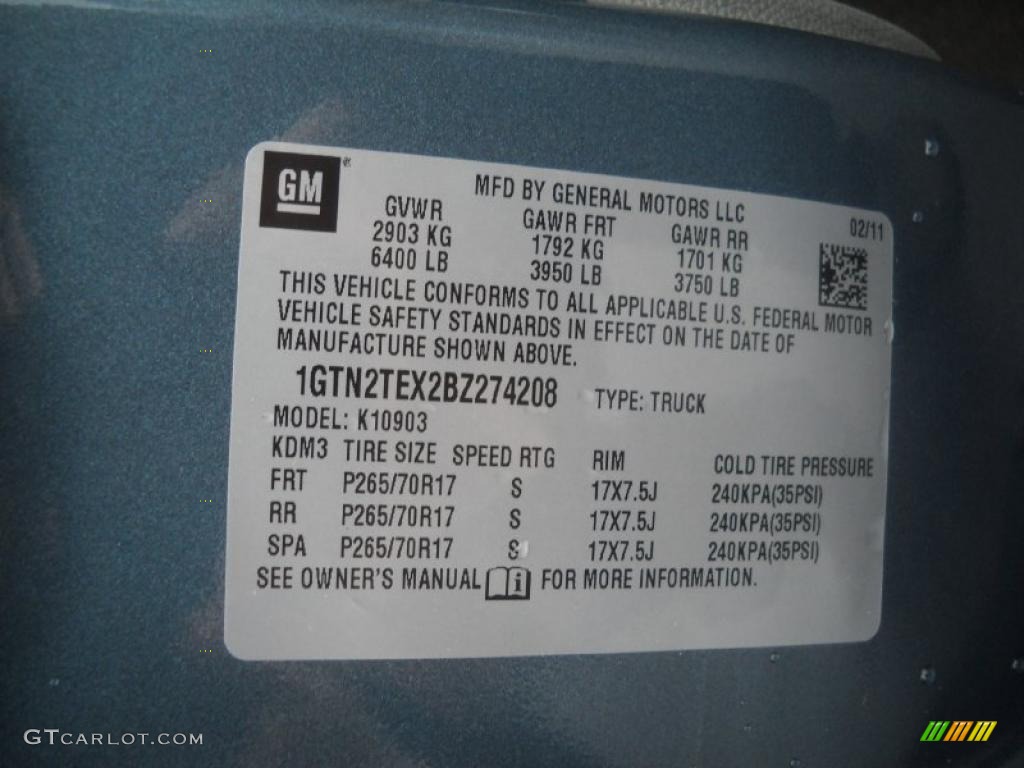 GM
MFD BY GENERAL MOTORS LLC
02/11
GVWR GAWR FRT GAWR RR
2903 KG 1792 KG 1701 KG
6400 LB 3950 LB 3750 LB
THIS VEHICLE CONFORMS TO ALL APPLICABLE U.S. FEDERAL MOTOR
VEHICLE SAFETY STANDARDS IN EFFECT ON THE DATE OF
MANUFACTURE SHOWN ABOVE.
1GTN2TEX2BZ274208 TYPE: TRUCK
MODEL: K10903
KDM3 TIRE SIZE SPEED RTG RIM COLD TIRE PRESSURE
FRT P265/70R17 S 17X7.5J 240KPA(35PSI)
RR P265/70R17 S 17X7.5J 240KPA(35PSI)
SPA P265/70R17 S 17X7.5J 240KPA(35PSI)
SEE OWNER'S MANUAL FOR MORE INFORMATION.
GTCARLOT.COM